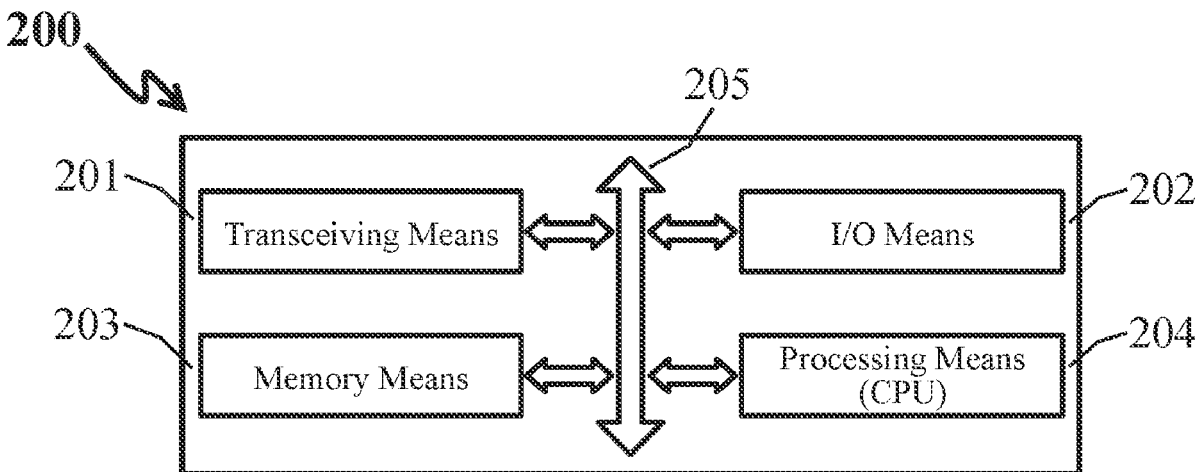 200
205
201
Transceiving Means
I/O Means
202
203
Memory Means
Processing Means
(CPU)
204